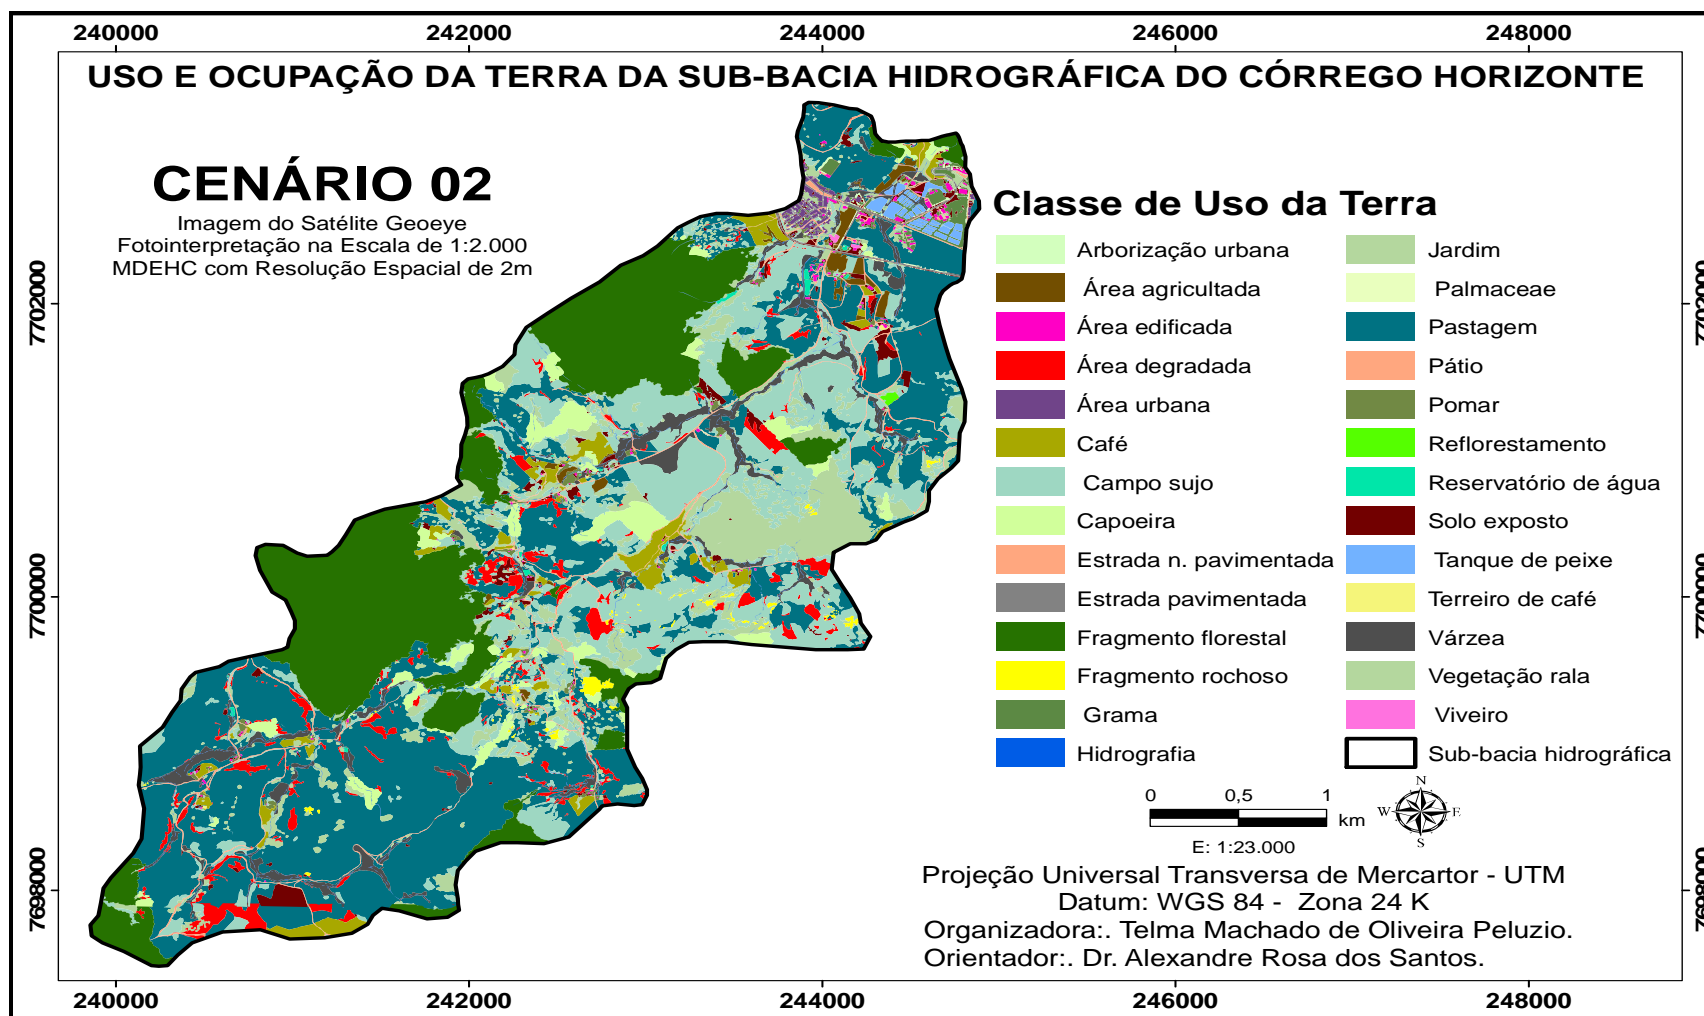 240000 242000 244000 246000 248000
USO E OCUPAÇÃO DA TERRA DA SUB-BACIA HIDROGRÁFICA DO CÓRREGO HORIZONTE
CENÁRIO 02
Imagem do Satélite Geoeye
Fotointerpretação na Escala de 1:2.000
MDEHC com Resolução Espacial de 2m
Classe de Uso da Terra
Arborização urbana
Área agricultada
Área edificada
Área degradada
Área urbana
Café
Campo sujo
Capoeira
Estrada n. pavimentada
Estrada pavimentada
Fragmento florestal
Fragmento rochoso
Grama
Hidrografia
Jardim
Palmaceae
Pastagem
Pátio
Pomar
Reflorestamento
Reservatório de água
Solo exposto
Tanque de peixe
Terreiro de café
Várzea
Vegetação rala
Viveiro
Sub-bacia hidrográfica
7702000
7700000
7698000
7702000
7700000
7698000
0 0,5 1
km
E: 1:23.000
N
W E
S
Projeção Universal Transversa de Mercartor - UTM
Datum: WGS 84 - Zona 24 K
Organizadora:. Telma Machado de Oliveira Peluzio.
Orientador:. Dr. Alexandre Rosa dos Santos.
240000 242000 244000 246000 248000